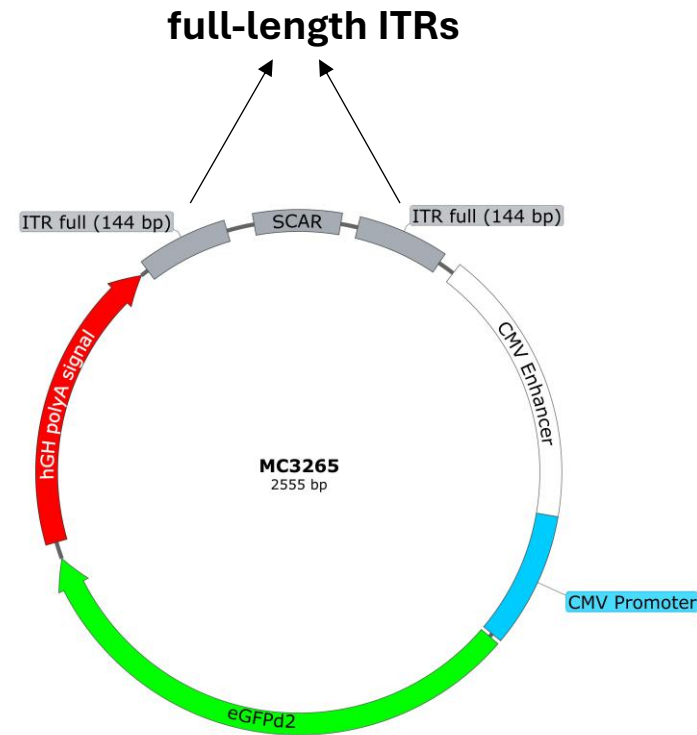 full-length ITRs
ITR full (144 bp)
SCAR
ITR full (144 bp)
CMV Enhancer
hGH polyA signal
MC3265
2555 bp
CMV Promoter
eGFPd2